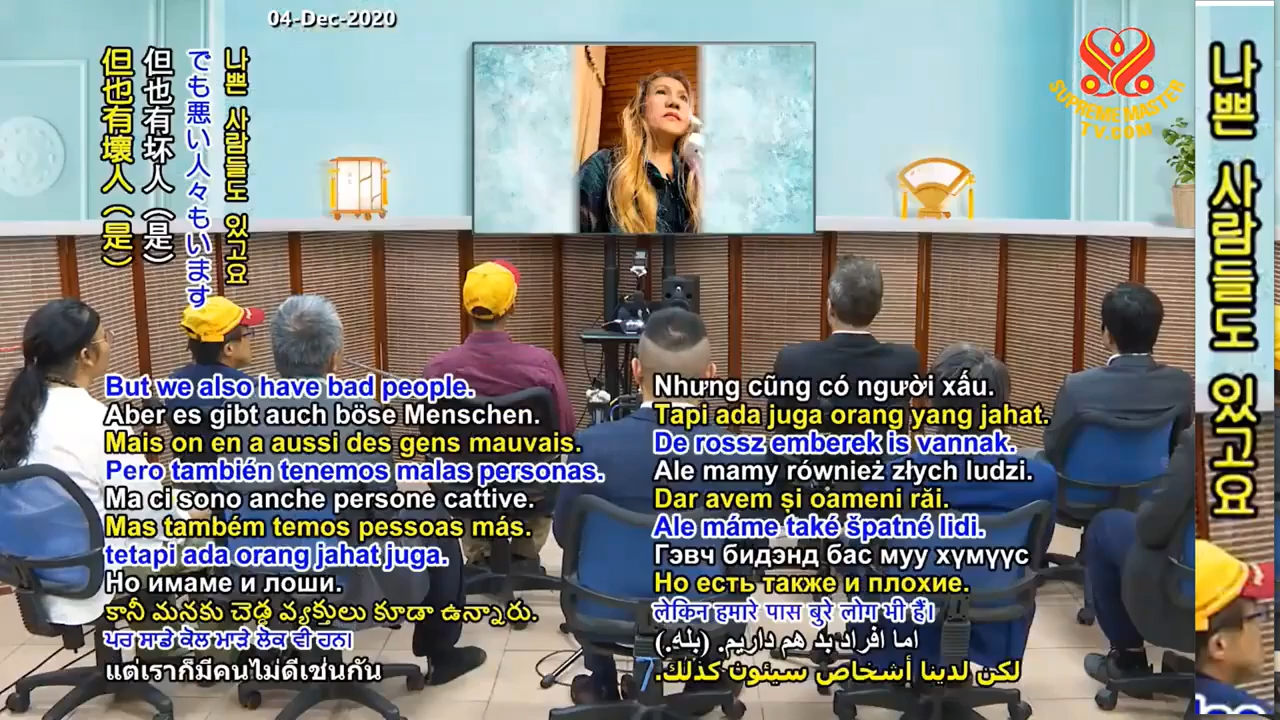 04-Dec-2020
SUPREME MASTER
TV.COM
나쁜 사람들도 있고요
でも悪い人々もいます
但也有坏人（是）
但也有壞人（是）
나쁜 사람들도 있고요
But we also have bad people.
Aber es gibt auch böse Menschen.
Mais on en a aussi des gens mauvais.
Pero también tenemos malas personas.
Ma ci sono anche persone cattive.
Mas também temos pessoas más.
tetapi ada orang jahat juga.
Но имаме и лоши.
కానీ మనకు చెడ్డ వ్యక్తులు కూడా ఉన్నారు.
ਪਰ ਸਾਡੇ ਕੋਲ ਮਾੜੇ ਲੋਕ ਵੀ ਹਨ।
แต่เราก็มีคนไม่ดีเช่นกัน
Nhưng cũng có người xấu.
Tapi ada juga orang yang jahat.
De rossz emberek is vannak.
Ale mamy również złych ludzi.
Dar avem și oameni răi.
Ale máme také špatné lidi.
Гэвч бидэнд бас муу хүмүүс
Но есть также и плохие.
लेकिन हमारे पास बुरे लोग भी हैं।
اما افراد بد هم داریم. (بله.)
لكن لدينا أشخاص سيئون كذلك.
7